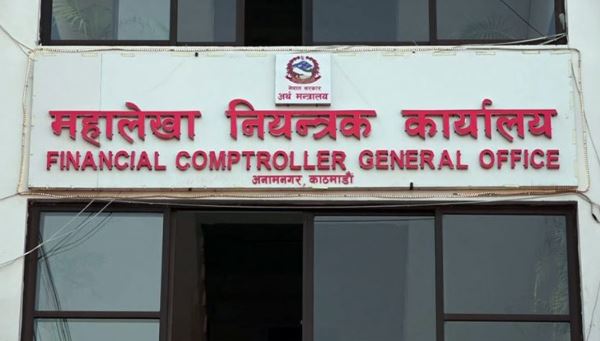 नेपाल सरकार
अर्थ मन्त्रालय
महालेखा नियन्त्रक कार्यालय
FINANCIAL COMPTROLLER GENERAL OFFICE
अनामनगर, काठमाडौं